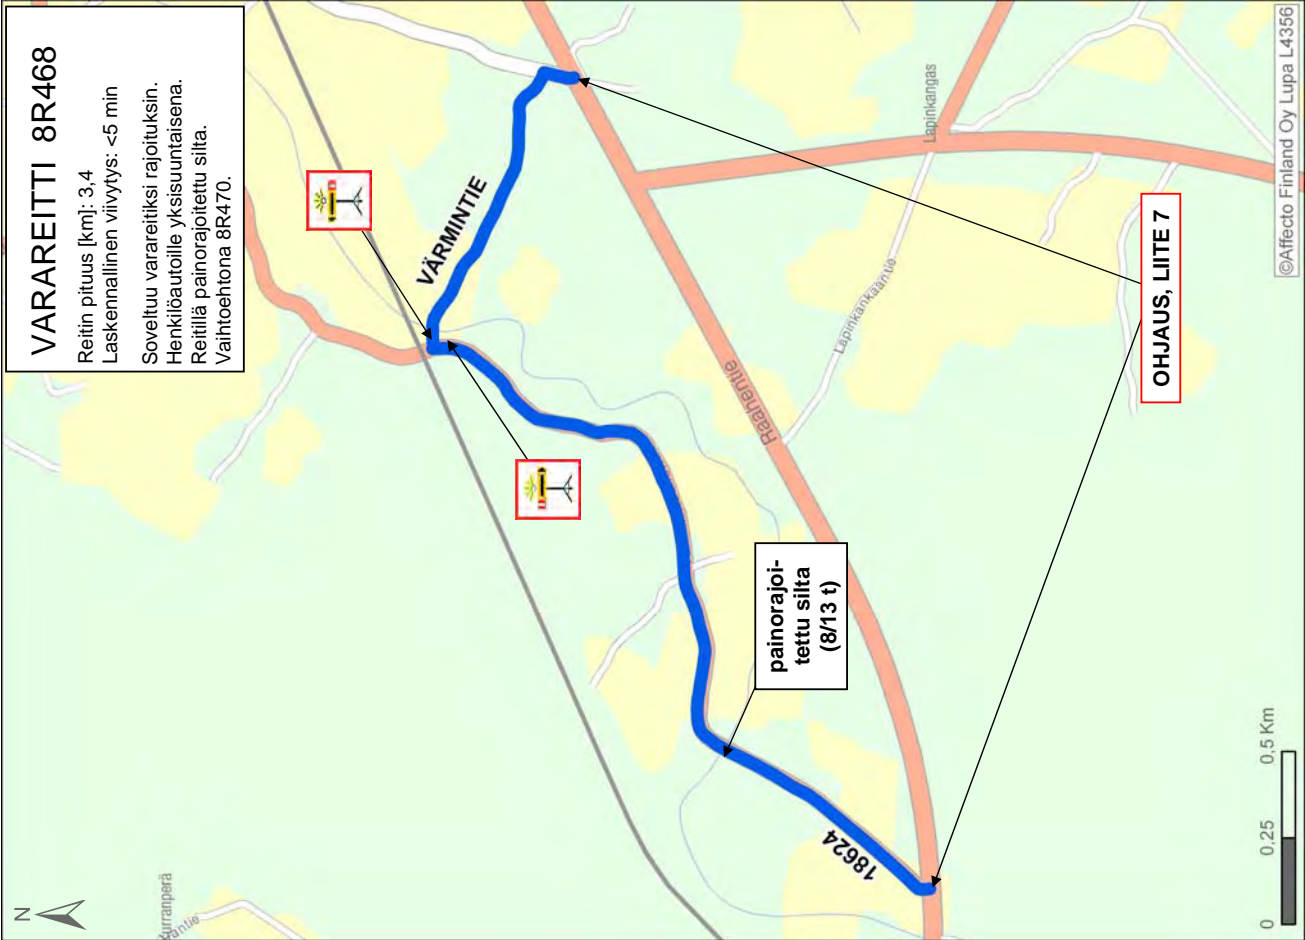 VARAREITTI 8R468
Reitin pituus [km]: 3,4
Laskennallinen viivytys: <5 min
Soveltuu varareitiksi rajoituksin.
Henkilöautoille yksisuuntaisena.
Reitillä painorajoitettu silta.
Vaihtoehtona 8R470.
N
VÄRMINTIE
Lapinkangas
Lapinkankaantie
Raahentie
painorajoi-
tettu silta
(8/13 t)
18624
OHJAUS, LIITE 7
0 0,25 0,5 Km
©Affecto Finland Oy Lupa L4356